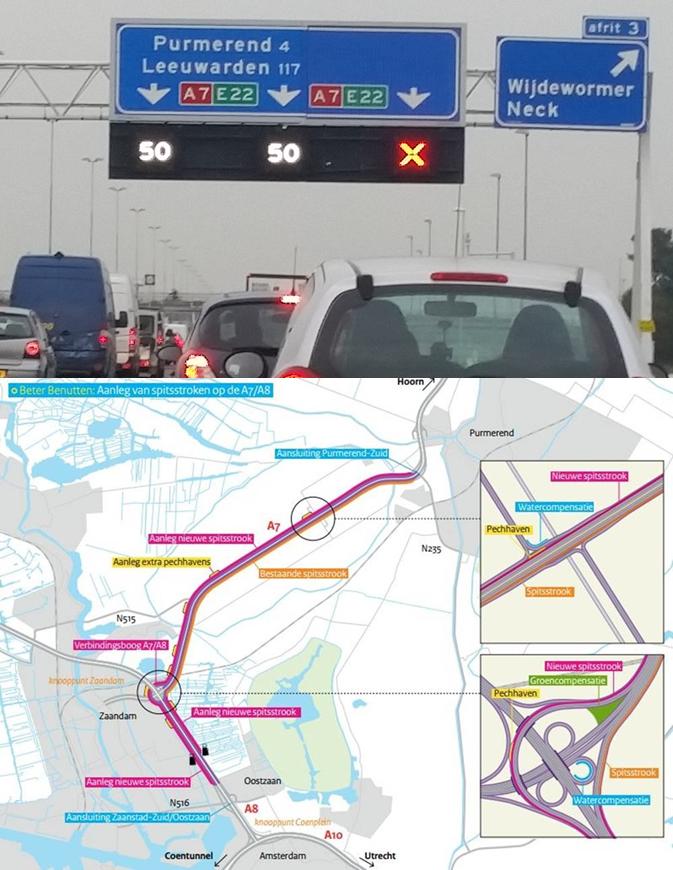 afrit 3
Purmerend 4
Leeuwarden 117
A7 E22 A7 E22
Wijdewormer
Neck
50 50 X
Beter Benutten: Aanleg van spitsstroken op de A7/A8
Hoorn
Purmerend
Aansluiting Purmerend-Zuid
A7
Aanleg nieuwe spitsstrook
N235
Aanleg extra pechhavens
Bestaande spitsstrook
N515
Verbindingsboog A7/A8
knooppunt Zaandam
Zaandam
Aanleg nieuwe spitsstrook
Aanleg nieuwe spitsstrook
Oostzaan
N516
A8
Aansluiting Zaanstad-Zuid/Oostzaan
knooppunt Coenplein
A10
Coentunnel
Amsterdam
Utrecht
Nieuwe spitsstrook
Watercompensatie
Pechhaven
Spitsstrook
Nieuwe spitsstrook
Groencompensatie
Pechhaven
Spitsstrook
Watercompensatie